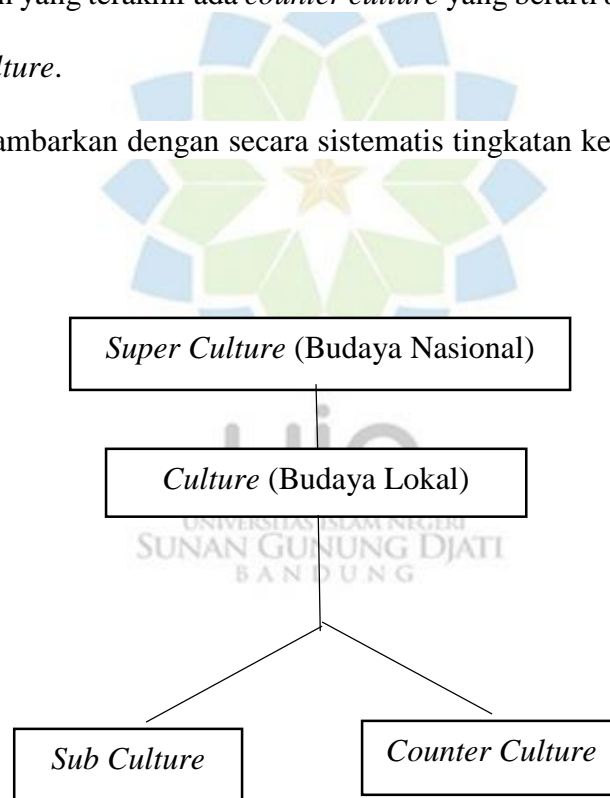 yang terakhir ada counter culture yang berarti
lture.
ambarkan dengan secara sistematis tingkatan ke
Super Culture (Budaya Nasional)
Culture (Budaya Lokal)
UNIVERSITAS ISLAM NEGERI
SUNAN GUNUNG DJATI
BANDUNG
Sub Culture
Counter Culture